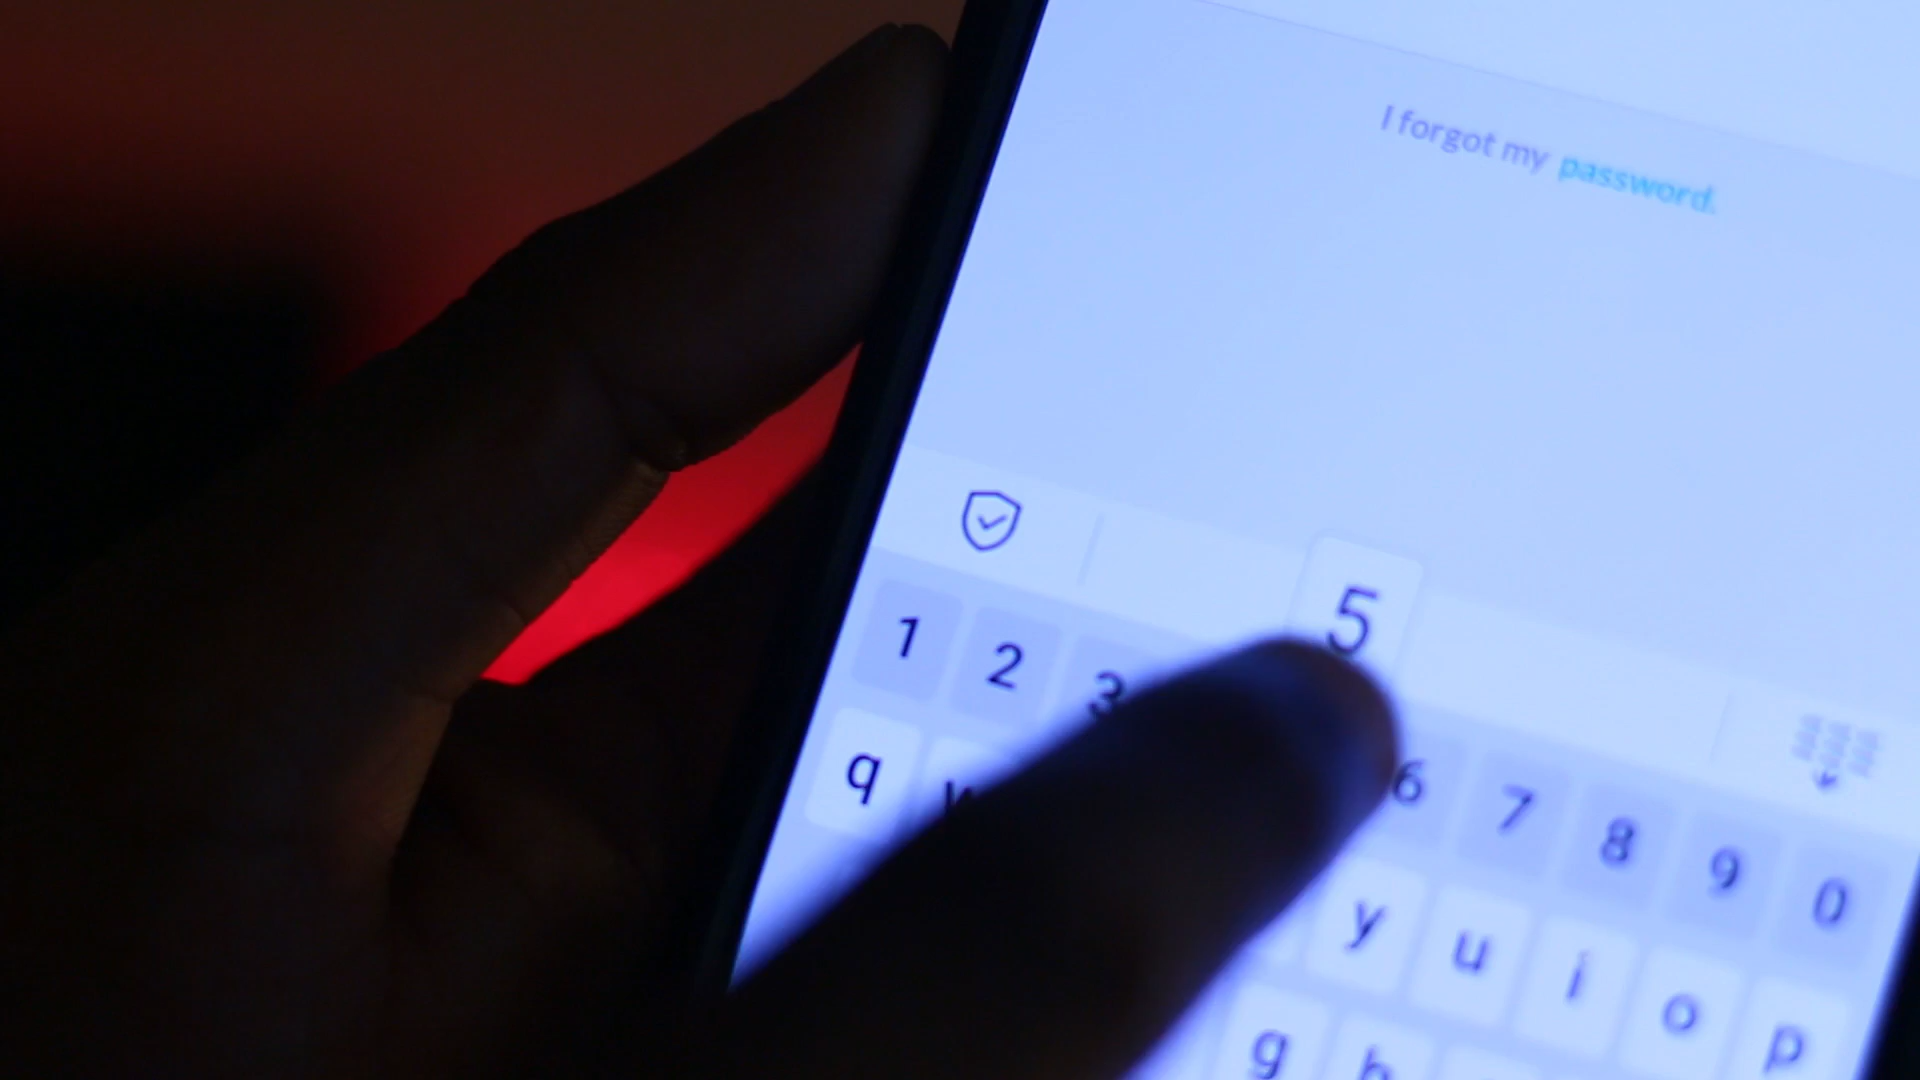 I forgot my password.
5
1 2 3 6 7 8 9 0
q y u i o p
g h